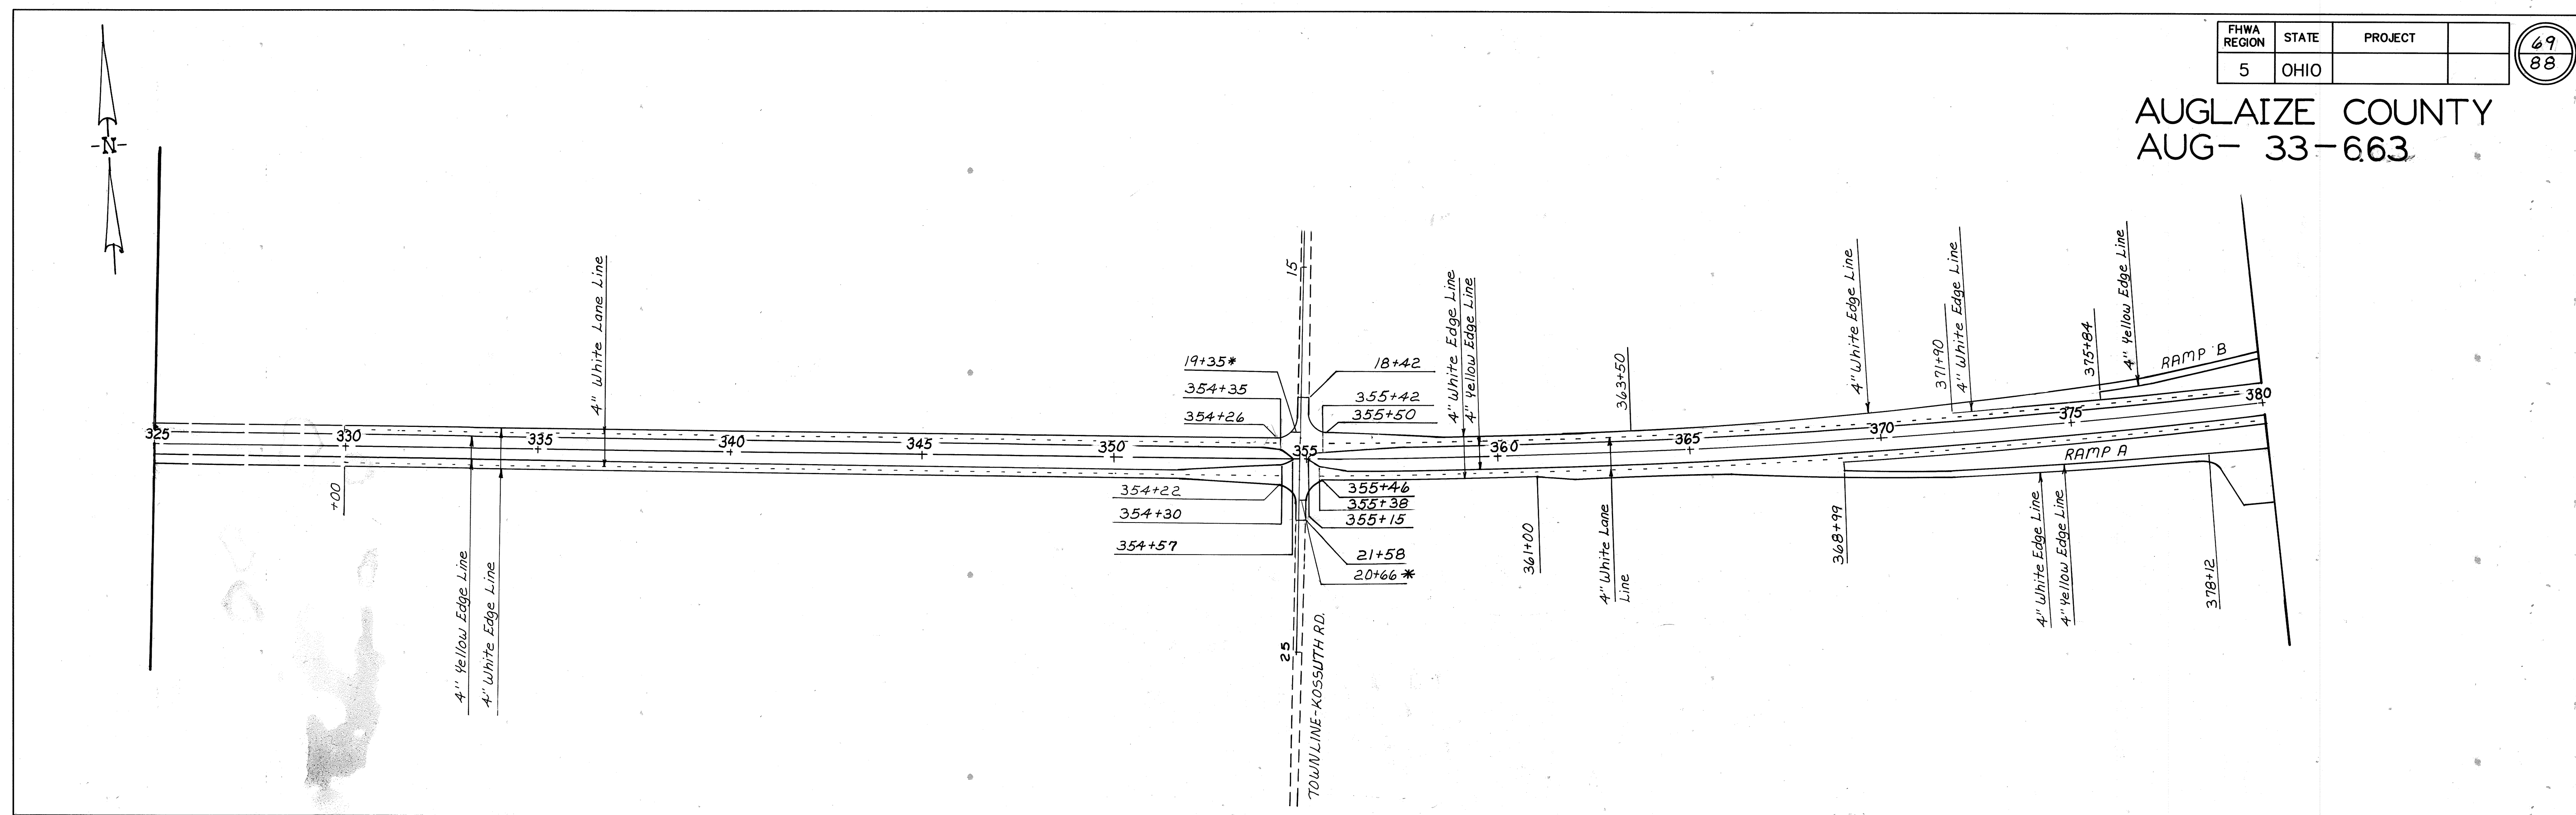 FHWA REGION
STATE
PROJECT
5
OHIO
69
88
AUGLAIZE COUNTY
AUG- 33-6.63
-N-
4" White Lane Line
15
19+35*
354+35
354+26
18+42
355+42
355+50
4" White Edge Line
4" Yellow Edge Line
363+50
4" White Edge Line
371+90
4" White Edge Line
375+84
4" Yellow Edge Line
RAMP B
325
330
335
340
345
350
355
360
365
370
375
380
RAMP A
+00
4" Yellow Edge Line
4" White Edge Line
354+22
354+30
354+57
355+46
355+38
355+15
21+58
20+66*
361+00
4" White Lane
Line
368+99
4" White Edge Line
4" Yellow Edge Line
378+12
25
TOWNLINE-KOSSUTH RD.